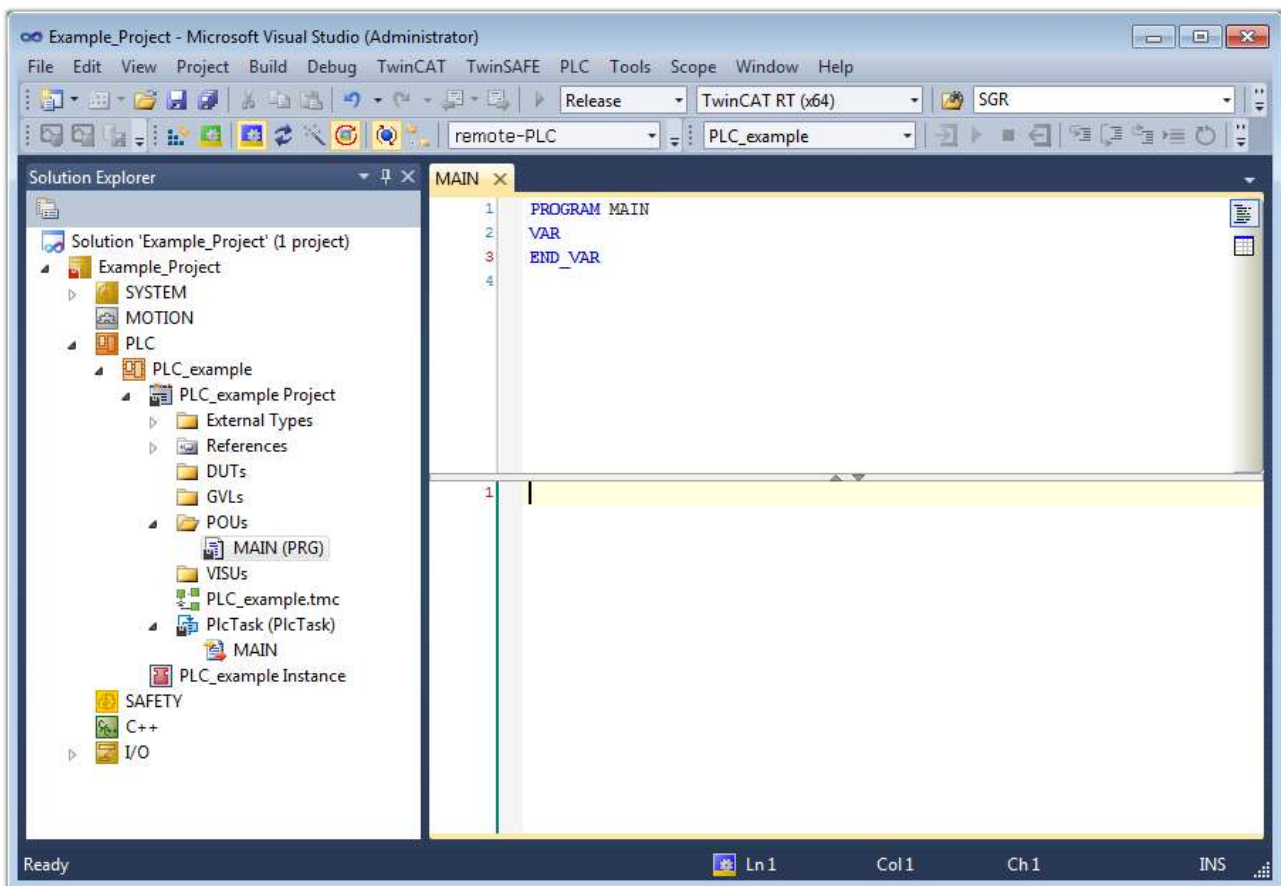 Example_Project - Microsoft Visual Studio (Administrator)
File Edit View Project Build Debug TwinCAT TwinSAFE PLC Tools Scope Window Help
Release TwinCAT RT (x64) SGR
remote-PLC PLC_example
Solution Explorer
MAIN
Solution 'Example_Project' (1 project)
Example_Project
SYSTEM
MOTION
PLC
PLC_example
PLC_example Project
External Types
References
DUTs
GVLs
POUs
MAIN (PRG)
VISUs
PLC_example.tmc
PlcTask (PlcTask)
MAIN
PLC_example Instance
SAFETY
C++
I/O
1 PROGRAM MAIN
2 VAR
3 END_VAR
4
1
Ready Ln 1 Col 1 Ch 1 INS